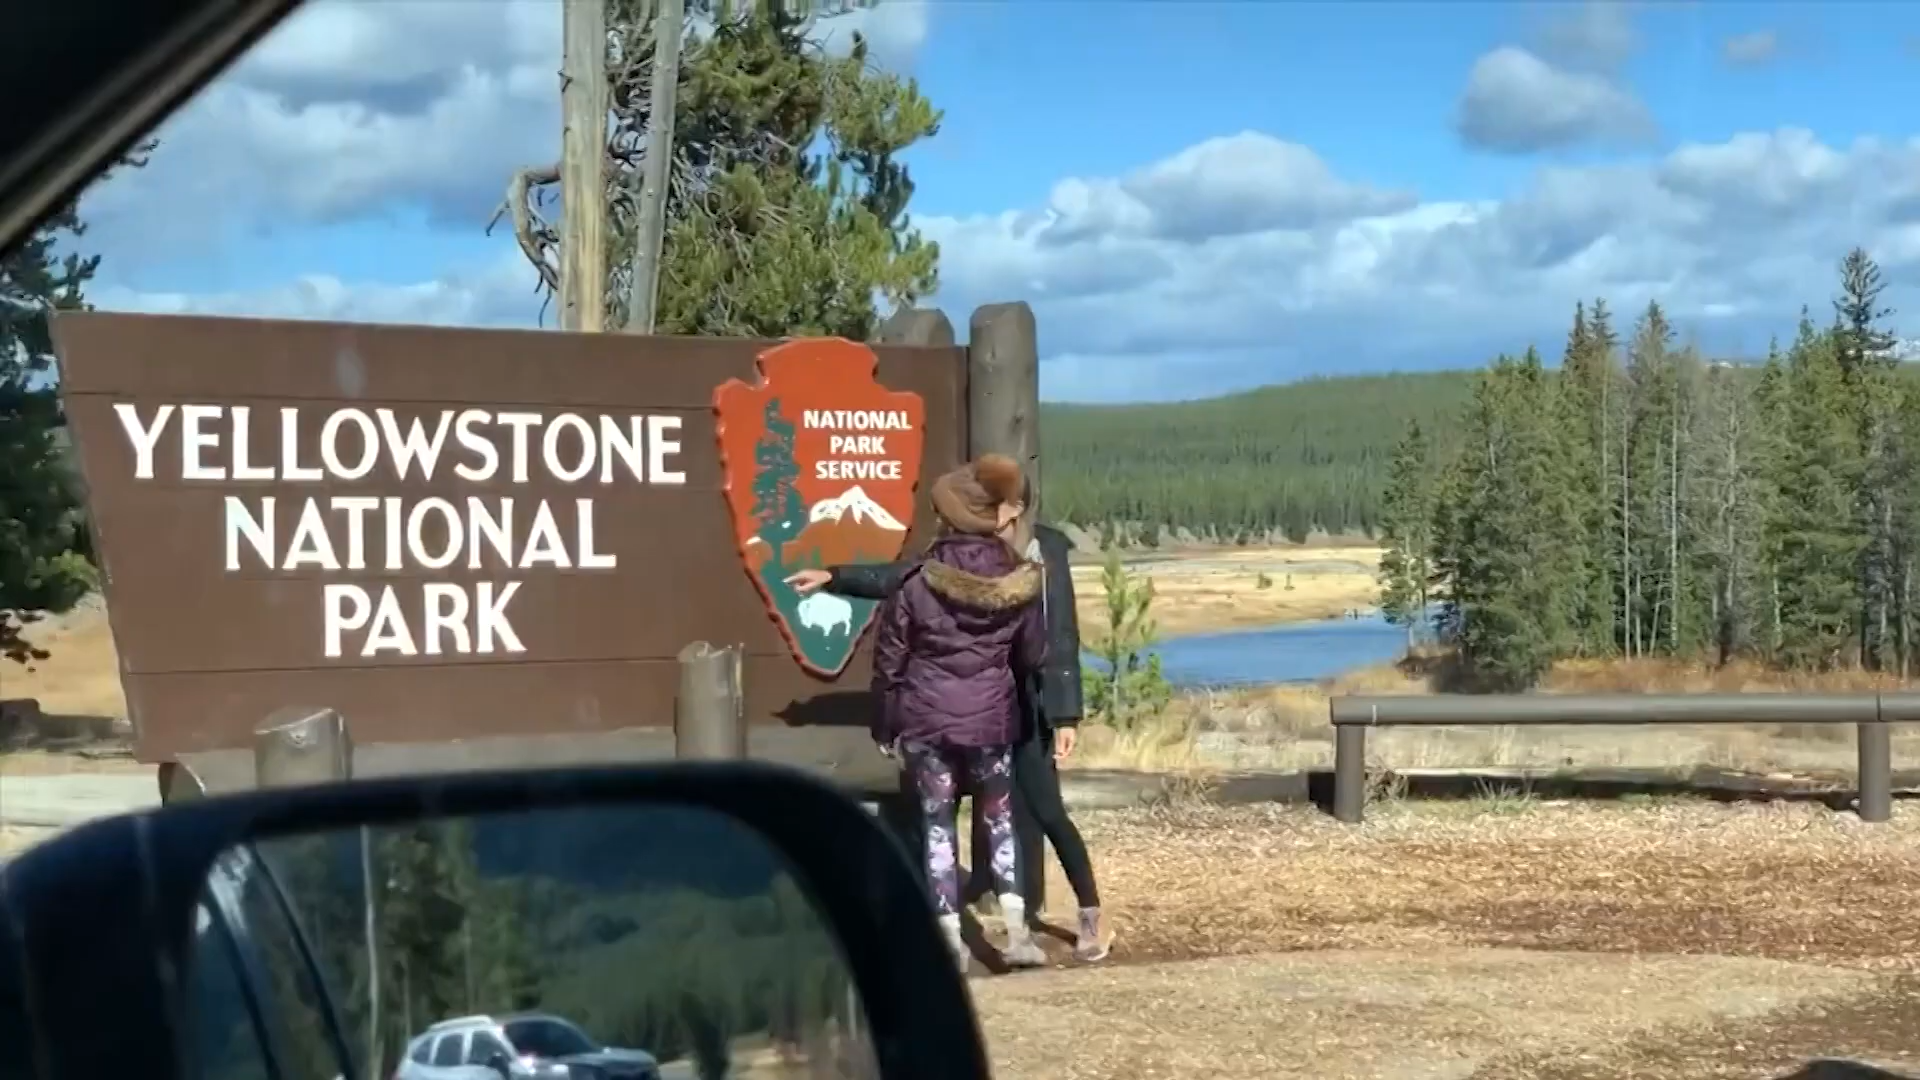 YELLOWSTONE
NATIONAL
PARK
NATIONAL
PARK
SERVICE